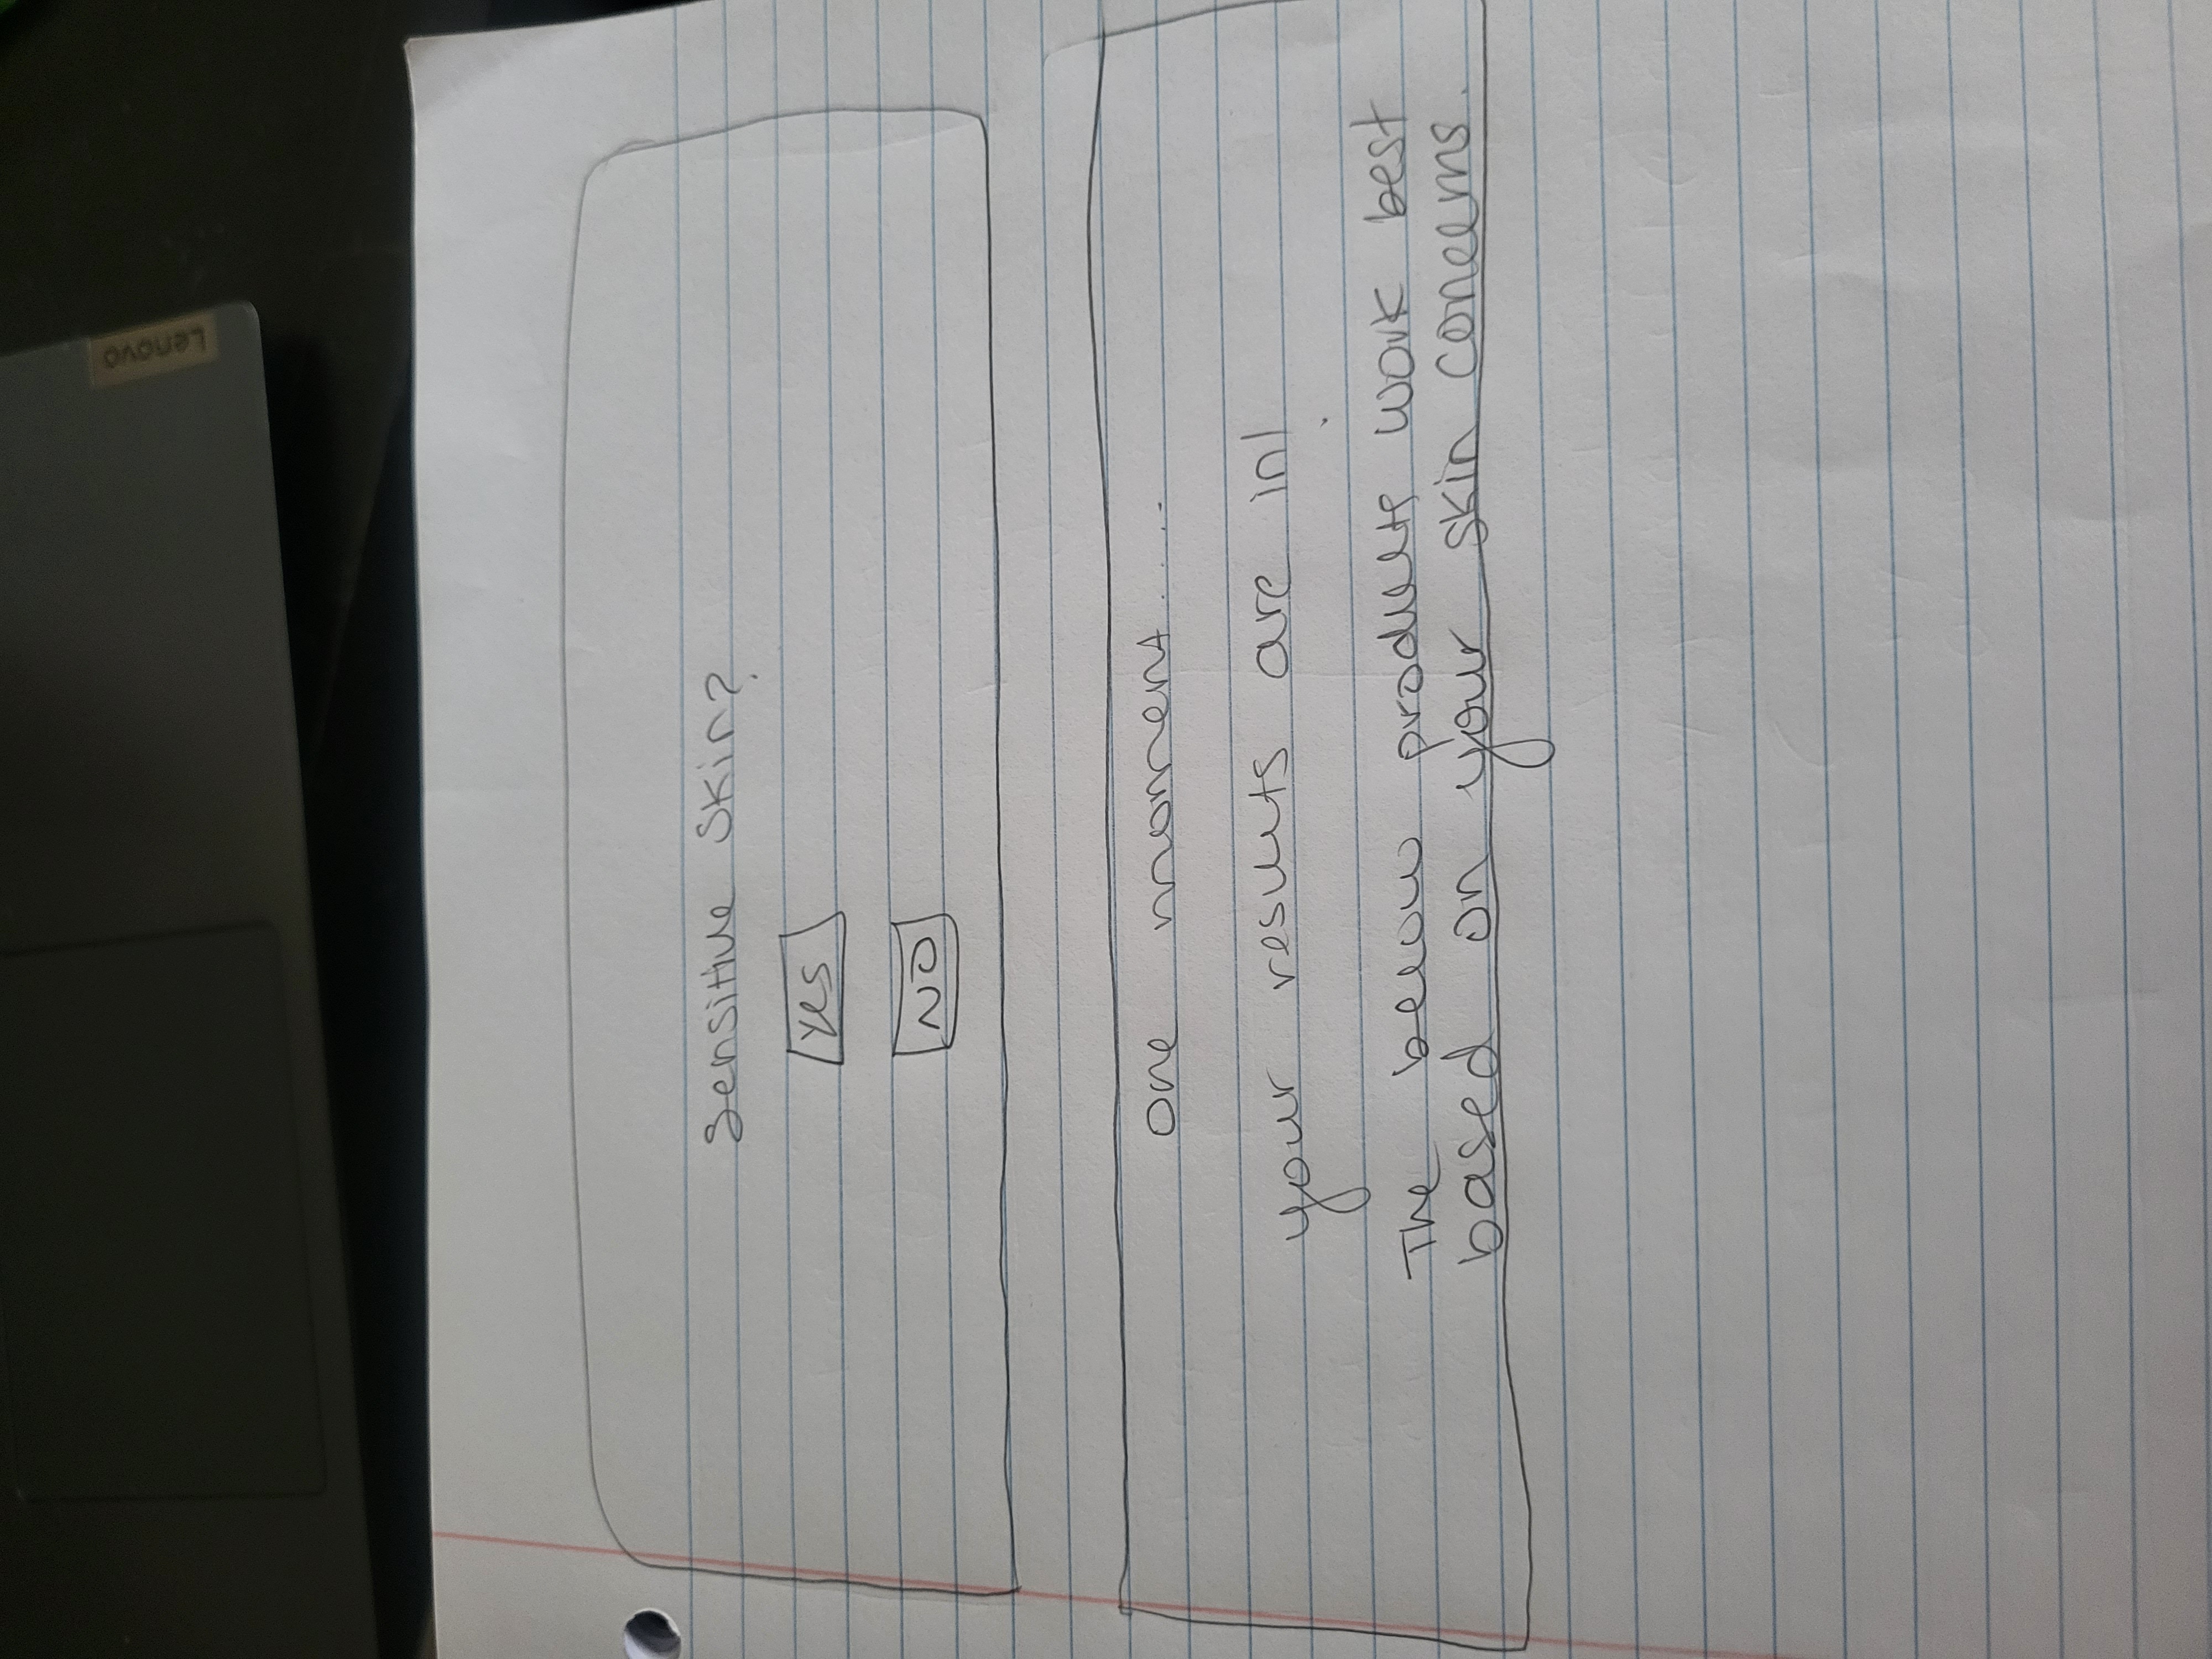 Lenovo
Sensitive Skin?
Yes
NO
one moment.....
your results are in!
The below products work best
based on your skin concerns.